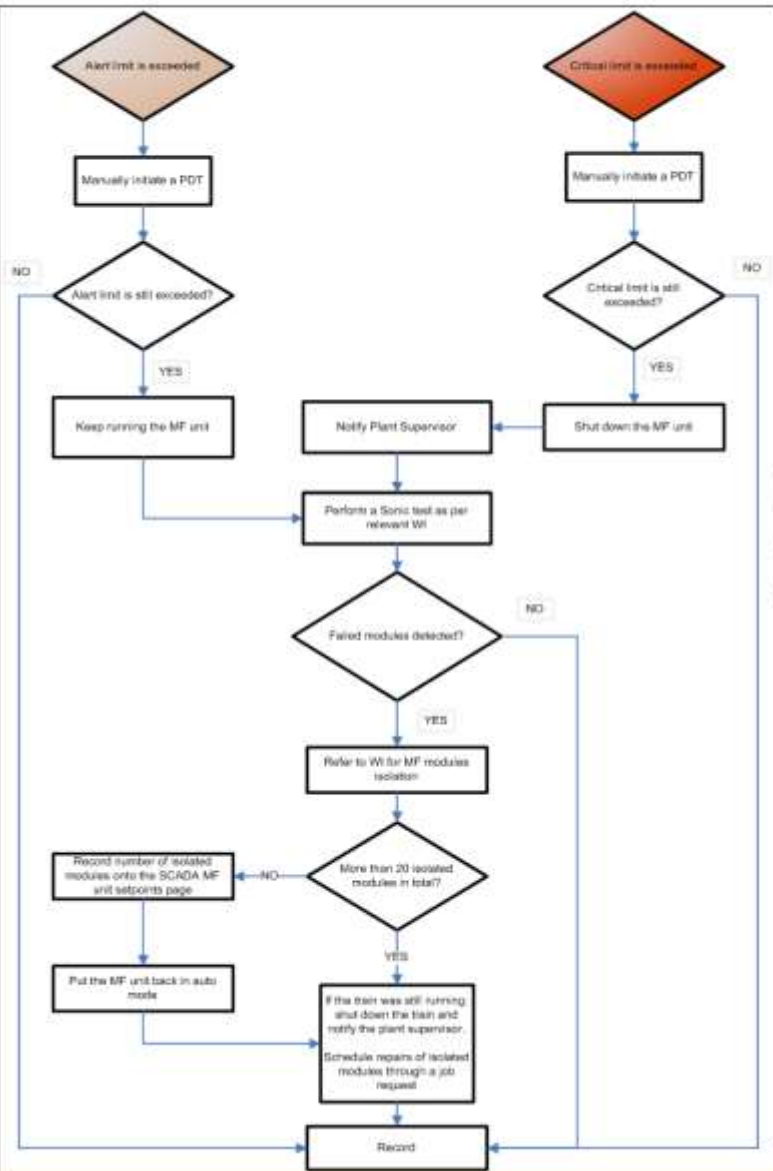 Alert limit is exceeded
Critical limit is exceeded
Manually initiate a PDT
Manually initiate a PDT
NO
Alert limit is still exceeded?
Critical limit is still
exceeded?
NO
YES
YES
Keep running the MF unit
Notify Plant Supervisor
Shut down the MF unit
Perform a Sonic test as per
relevant WI
Failed modules detected?
NO
YES
Refer to WI for MF modules
isolation
Record number of isolated
modules onto the SCADA MF
unit setpoints page
NO
More than 20 isolated
modules in total?
YES
Put the MF unit back in auto
mode
If the train was still running,
shut down the train and
notify the plant supervisor.
Schedule repairs of isolated
modules through a job
request
Record